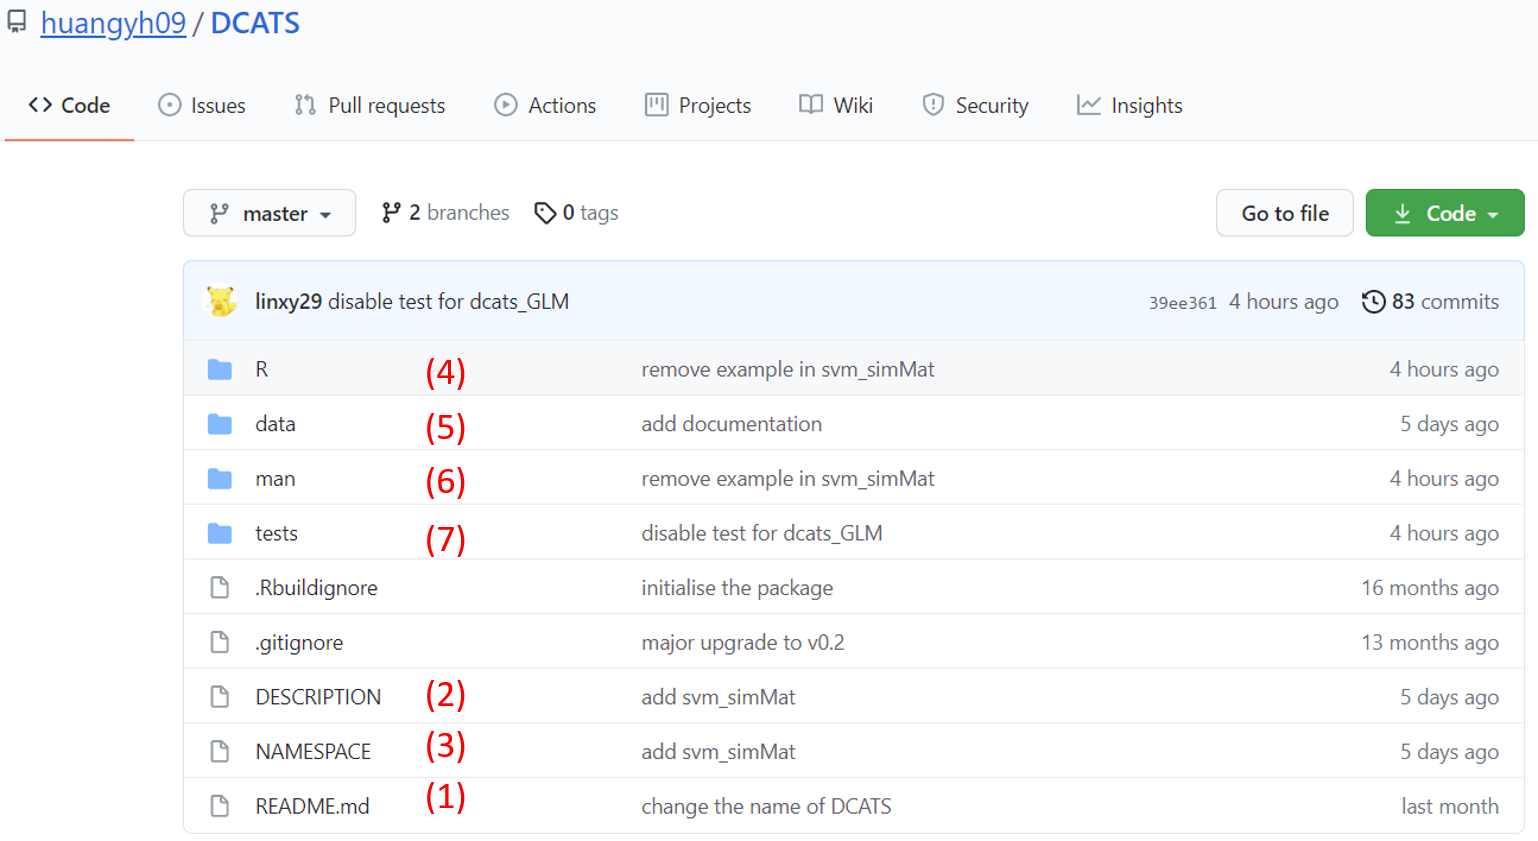 huangyh09 / DCATS
Code Issues Pull requests Actions Projects Wiki Security Insights
master 2 branches 0 tags Go to file Code
linxy29 disable test for dcats_GLM 39ee361 4 hours ago 83 commits
R (4) remove example in svm_simMat 4 hours ago
data (5) add documentation 5 days ago
man (6) remove example in svm_simMat 4 hours ago
tests (7) disable test for dcats_GLM 4 hours ago
.Rbuildignore initialise the package 16 months ago
.gitignore major upgrade to v0.2 13 months ago
DESCRIPTION (2) add svm_simMat 5 days ago
NAMESPACE (3) add svm_simMat 5 days ago
README.md (1) change the name of DCATS last month